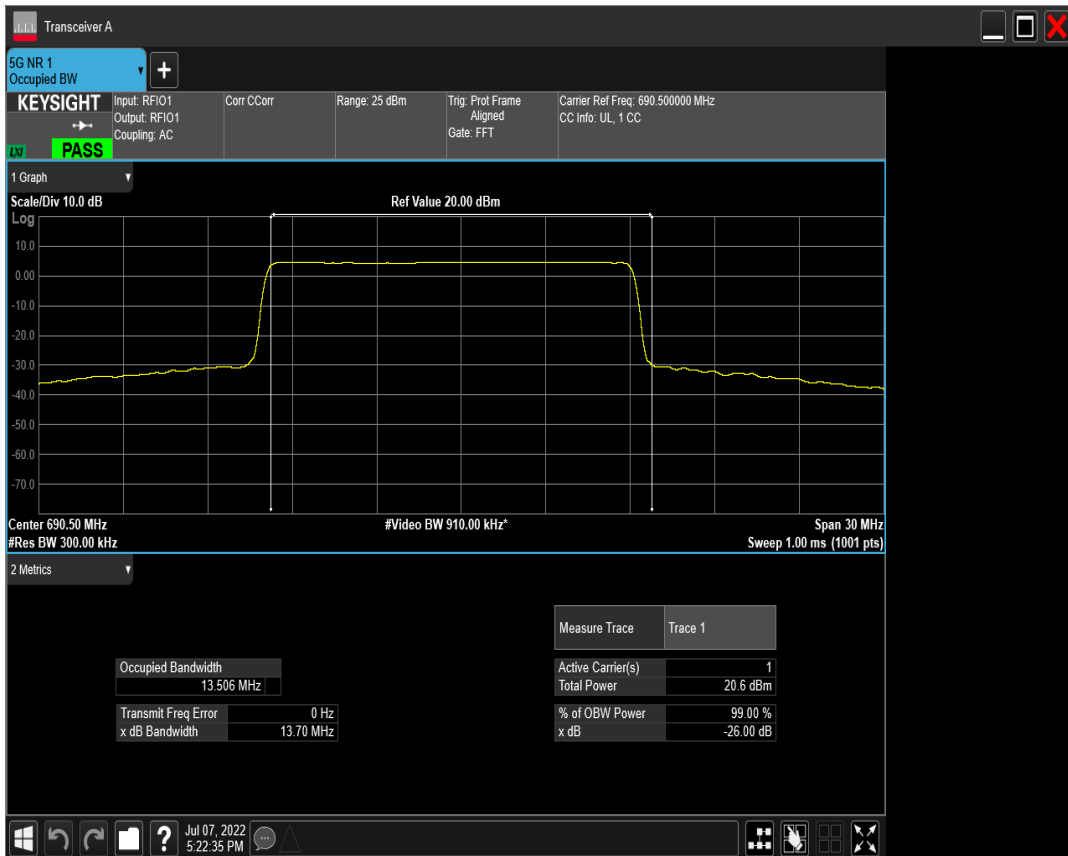 Transceiver A
5G NR 1
Occupied BW
+
KEYSIGHT
LXI
PASS
Input: RFIO1
Output: RFIO1
Coupling: AC
Corr CCorr
Range: 25 dBm
Trig: Prot Frame
Aligned
Gate: FFT
Carrier Ref Freq: 690.500000 MHz
CC Info: UL, 1 CC
1 Graph
Scale/Div 10.0 dB
Ref Value 20.00 dBm
Log
10.0
0.00
-10.0
-20.0
-30.0
-40.0
-50.0
-60.0
-70.0
Center 690.50 MHz
#Video BW 910.00 kHz*
Span 30 MHz
#Res BW 300.00 kHz
Sweep 1.00 ms (1001 pts)
2 Metrics
Measure Trace Trace 1
Occupied Bandwidth
13.506 MHz
Active Carrier(s) 1
Total Power 20.6 dBm
Transmit Freq Error 0 Hz
x dB Bandwidth 13.70 MHz
% of OBW Power 99.00 %
x dB -26.00 dB
?
Jul 07, 2022
5:22:35 PM